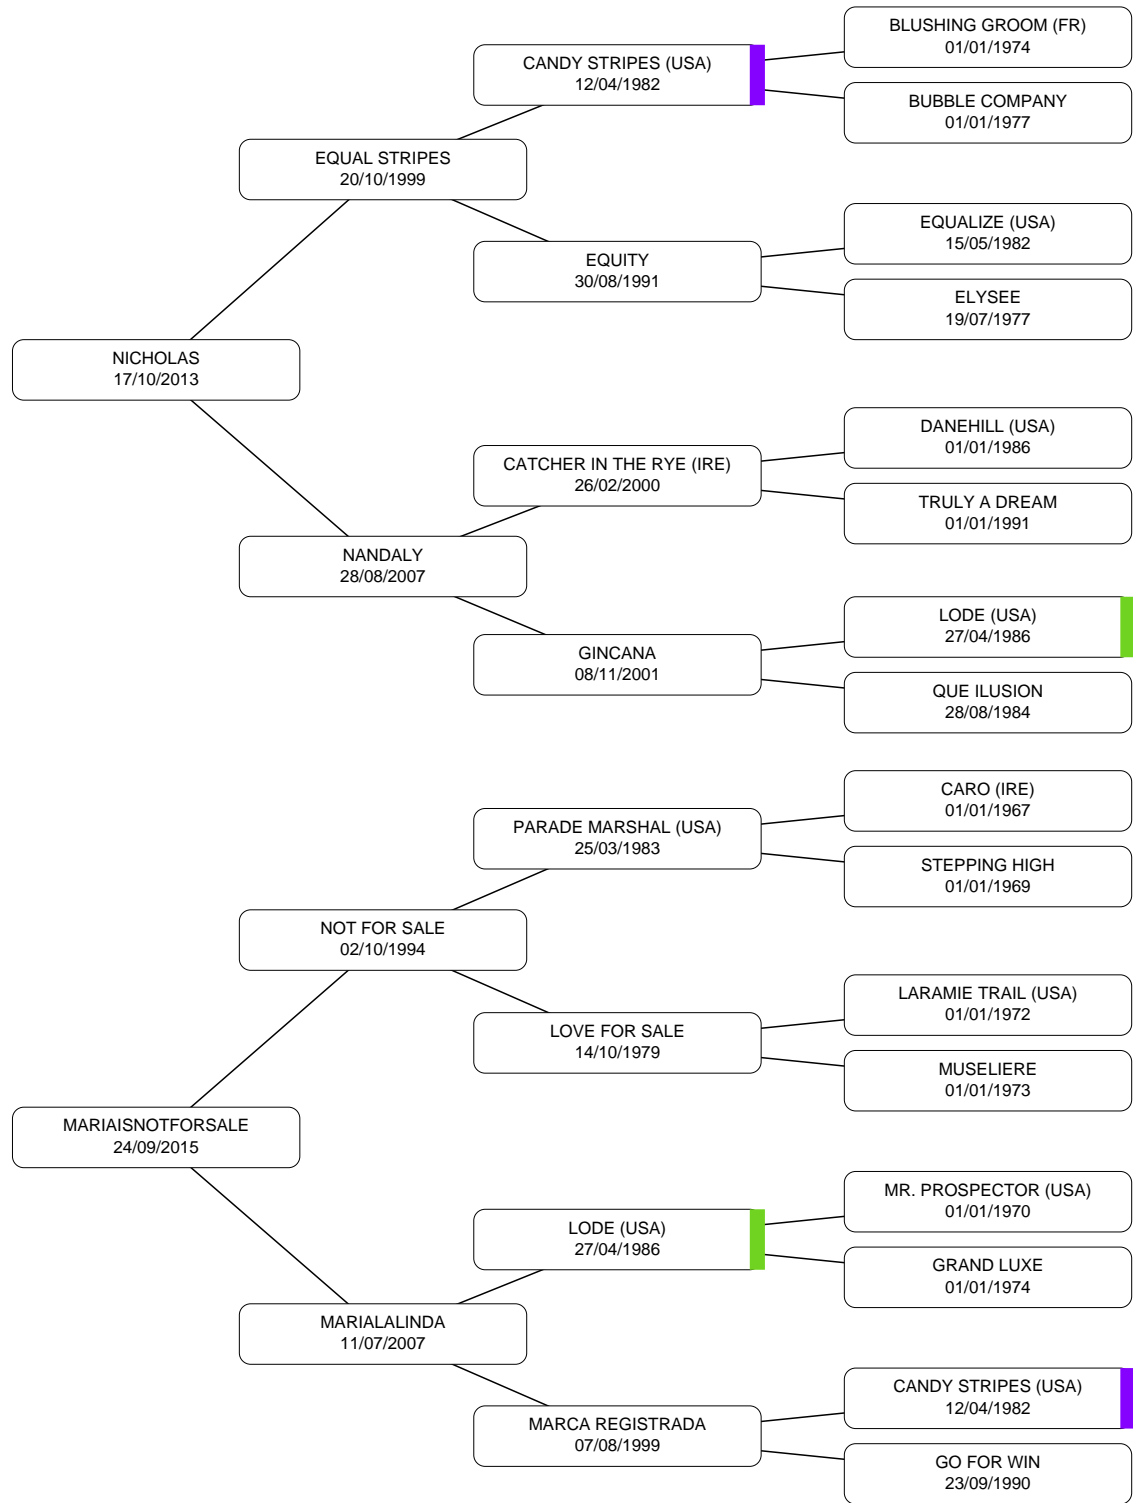 BLUSHING GROOM (FR)
01/01/1974
CANDY STRIPES (USA)
12/04/1982
BUBBLE COMPANY
01/01/1977
EQUAL STRIPES
20/10/1999
EQUALIZE (USA)
15/05/1982
EQUITY
30/08/1991
ELYSEE
19/07/1977
NICHOLAS
17/10/2013
DANEHILL (USA)
01/01/1986
CATCHER IN THE RYE (IRE)
26/02/2000
TRULY A DREAM
01/01/1991
NANDALY
28/08/2007
LODE (USA)
27/04/1986
GINCANA
08/11/2001
QUE ILUSION
28/08/1984
CARO (IRE)
01/01/1967
PARADE MARSHAL (USA)
25/03/1983
STEPPING HIGH
01/01/1969
NOT FOR SALE
02/10/1994
LARAMIE TRAIL (USA)
01/01/1972
LOVE FOR SALE
14/10/1979
MUSELIERE
01/01/1973
MARIAISNOTFORSALE
24/09/2015
MR. PROSPECTOR (USA)
01/01/1970
LODE (USA)
27/04/1986
GRAND LUXE
01/01/1974
MARIALALINDA
11/07/2007
CANDY STRIPES (USA)
12/04/1982
MARCA REGISTRADA
07/08/1999
GO FOR WIN
23/09/1990